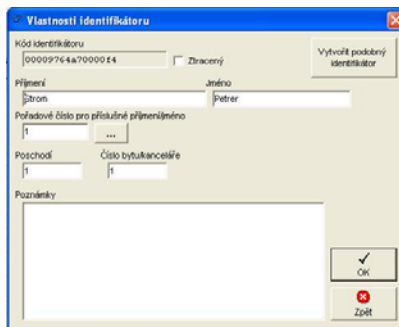 Vlastnosti identifikátoru
Kód identifikátoru
00009764a70000f4
Ztracený
Vytvořit podobný
identifikátor
Příjmení
Jméno
Strom
Petrer
Pořadové číslo pro příslušné příjmení/jméno
1
...
Poschodí
Číslo bytu/kanceláře
1
1
Poznámky
OK
Zpět